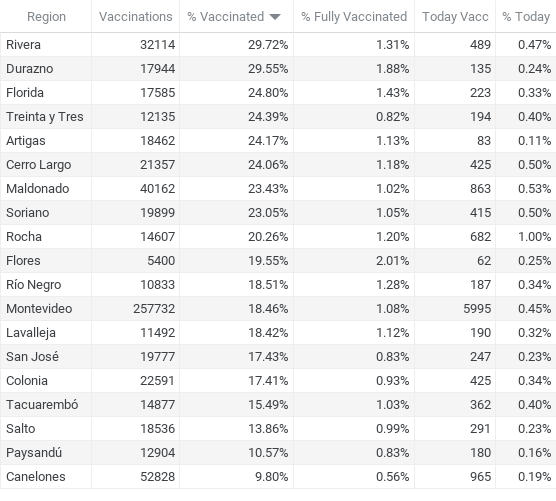 Region Vaccinations % Vaccinated % Fully Vaccinated Today Vacc % Today
Rivera 32114 29.72% 1.31% 489 0.47%
Durazno 17944 29.55% 1.88% 135 0.24%
Florida 17585 24.80% 1.43% 223 0.33%
Treinta y Tres 12135 24.39% 0.82% 194 0.40%
Artigas 18462 24.17% 1.13% 83 0.11%
Cerro Largo 21357 24.06% 1.18% 425 0.50%
Maldonado 40162 23.43% 1.02% 863 0.53%
Soriano 19899 23.05% 1.05% 415 0.50%
Rocha 14607 20.26% 1.20% 682 1.00%
Flores 5400 19.55% 2.01% 62 0.25%
Río Negro 10833 18.51% 1.28% 187 0.34%
Montevideo 257732 18.46% 1.08% 5995 0.45%
Lavalleja 11492 18.42% 1.12% 190 0.32%
San José 19777 17.43% 0.83% 247 0.23%
Colonia 22591 17.41% 0.93% 425 0.34%
Tacuarembó 14877 15.49% 1.03% 362 0.40%
Salto 18536 13.86% 0.99% 291 0.23%
Paysandú 12904 10.57% 0.83% 180 0.16%
Canelones 52828 9.80% 0.56% 965 0.19%